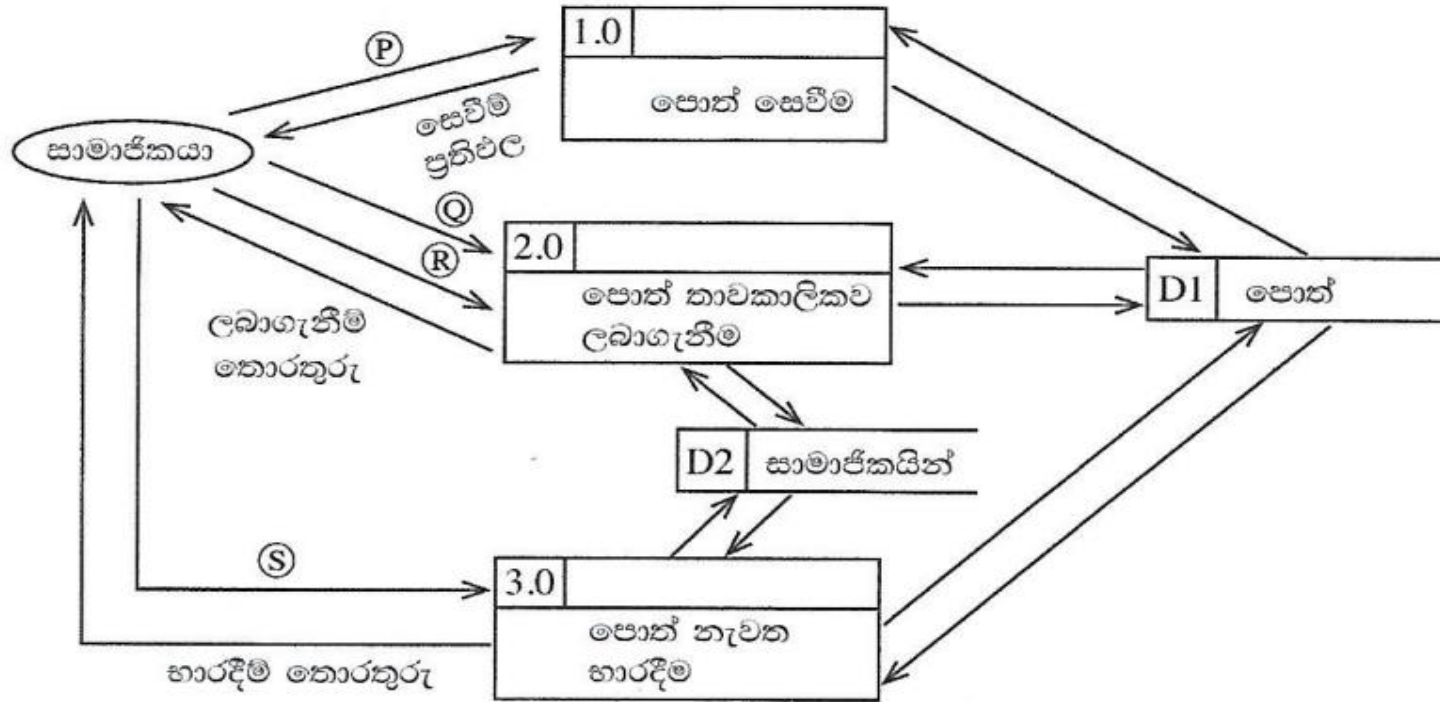 1.0
පොත් සෙවීම
Ⓟ
සෙවීම්
ප්‍රතිඵල
සාමාජිකයා
Ⓠ
Ⓡ
2.0
පොත් තාවකාලිකව
ලබාගැනීම
D1 පොත්
ලබාගැනීම්
තොරතුරු
D2 සාමාජිකයින්
Ⓢ
3.0
පොත් නැවත
භාරදීම
භාරදීම් තොරතුරු